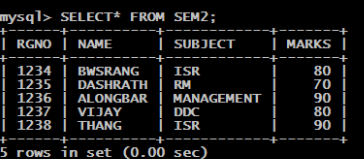 mysql> SELECT* FROM SEM2;
+------+-----------+------------+-------+
| RGNO | NAME      | SUBJECT    | MARKS |
+------+-----------+------------+-------+
| 1234 | BWSRANG   | ISR        |    80 |
| 1235 | DASHRATH  | RM         |    70 |
| 1236 | ALONGBAR  | MANAGEMENT |    90 |
| 1237 | VIJAY     | DDC        |    80 |
| 1238 | THANG     | ISR        |    90 |
+------+-----------+------------+-------+
5 rows in set (0.00 sec)